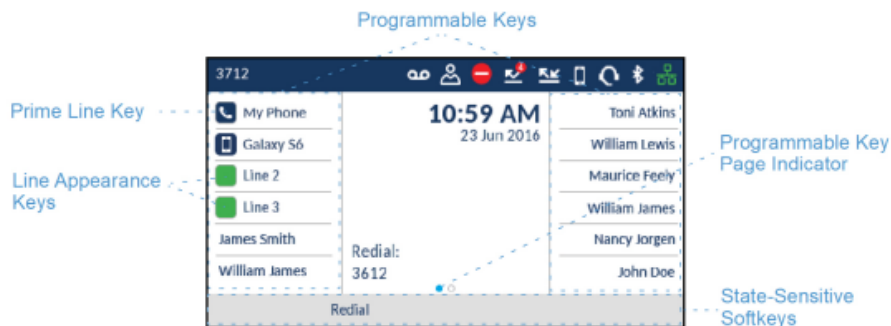 Programmable Keys
3712
4
Prime Line Key
My Phone
Galaxy S6
Line Appearance
Keys
Line 2
Line 3
James Smith
William James
10:59 AM
23 Jun 2016
Redial:
3612
Toni Atkins
William Lewis
Maurice Feely
William James
Nancy Jorgen
John Doe
Programmable Key
Page Indicator
Redial
State-Sensitive
Softkeys